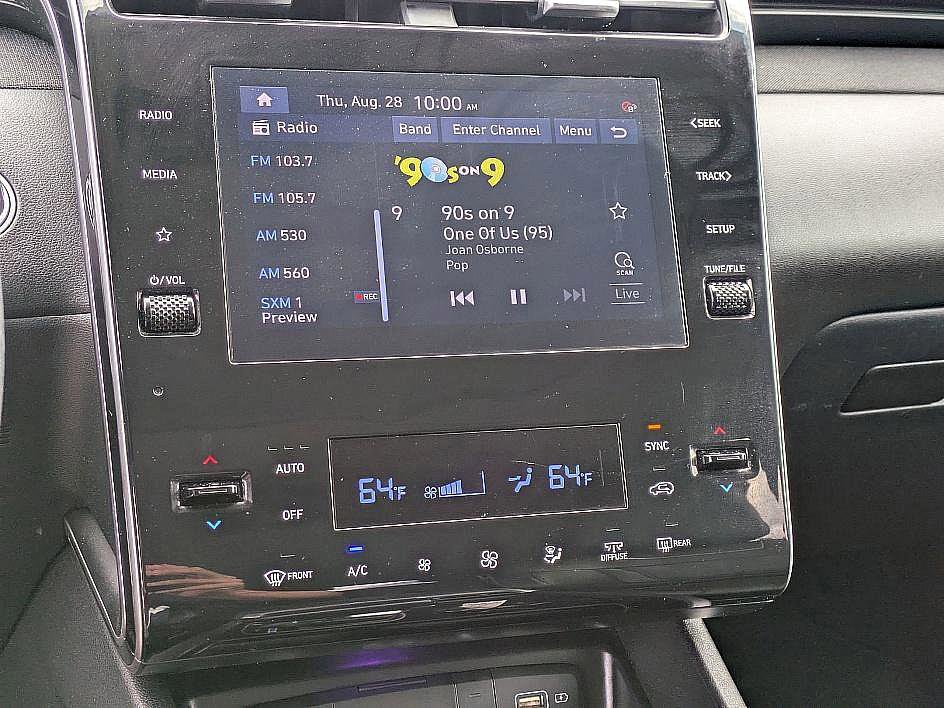 Thu, Aug. 28 10:00 AM
Radio Band Enter Channel Menu
FM 103.7
FM 105.7
AM 530
AM 560
SXM 1
Preview
REC
'90s ON 9
9 90s on 9
One Of Us (95)
Joan Osborne
Pop
SCAN
Live
RADIO
MEDIA
VOL
SEEK
TRACK
SETUP
TUNE/FILE
AUTO
OFF
64°F
64°F
SYNC
FRONT
A/C
DIFFUSE
REAR